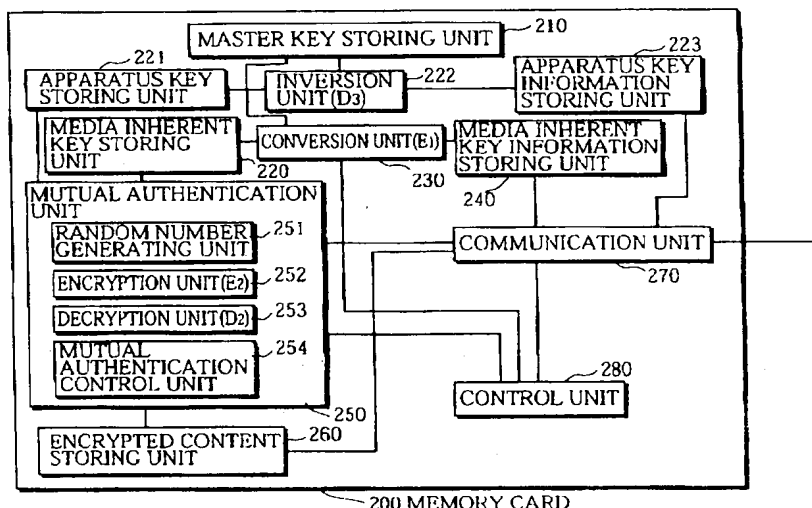 210
MASTER KEY STORING UNIT
221
APPARATUS KEY
STORING UNIT
INVERSION
UNIT(D3)
222
223
APPARATUS KEY
INFORMATION
STORING UNIT
MEDIA INHERENT
KEY STORING
UNIT
220
CONVERSION UNIT(E1)
230
MEDIA INHERENT
KEY INFORMATION
STORING UNIT
240
MUTUAL AUTHENTICATION
UNIT
RANDOM NUMBER
GENERATING UNIT
251
ENCRYPTION UNIT(E2)
252
DECRYPTION UNIT(D2)
253
MUTUAL
AUTHENTICATION
CONTROL UNIT
254
250
COMMUNICATION UNIT
270
280
CONTROL UNIT
ENCRYPTED CONTENT
STORING UNIT
260
200 MEMORY CARD